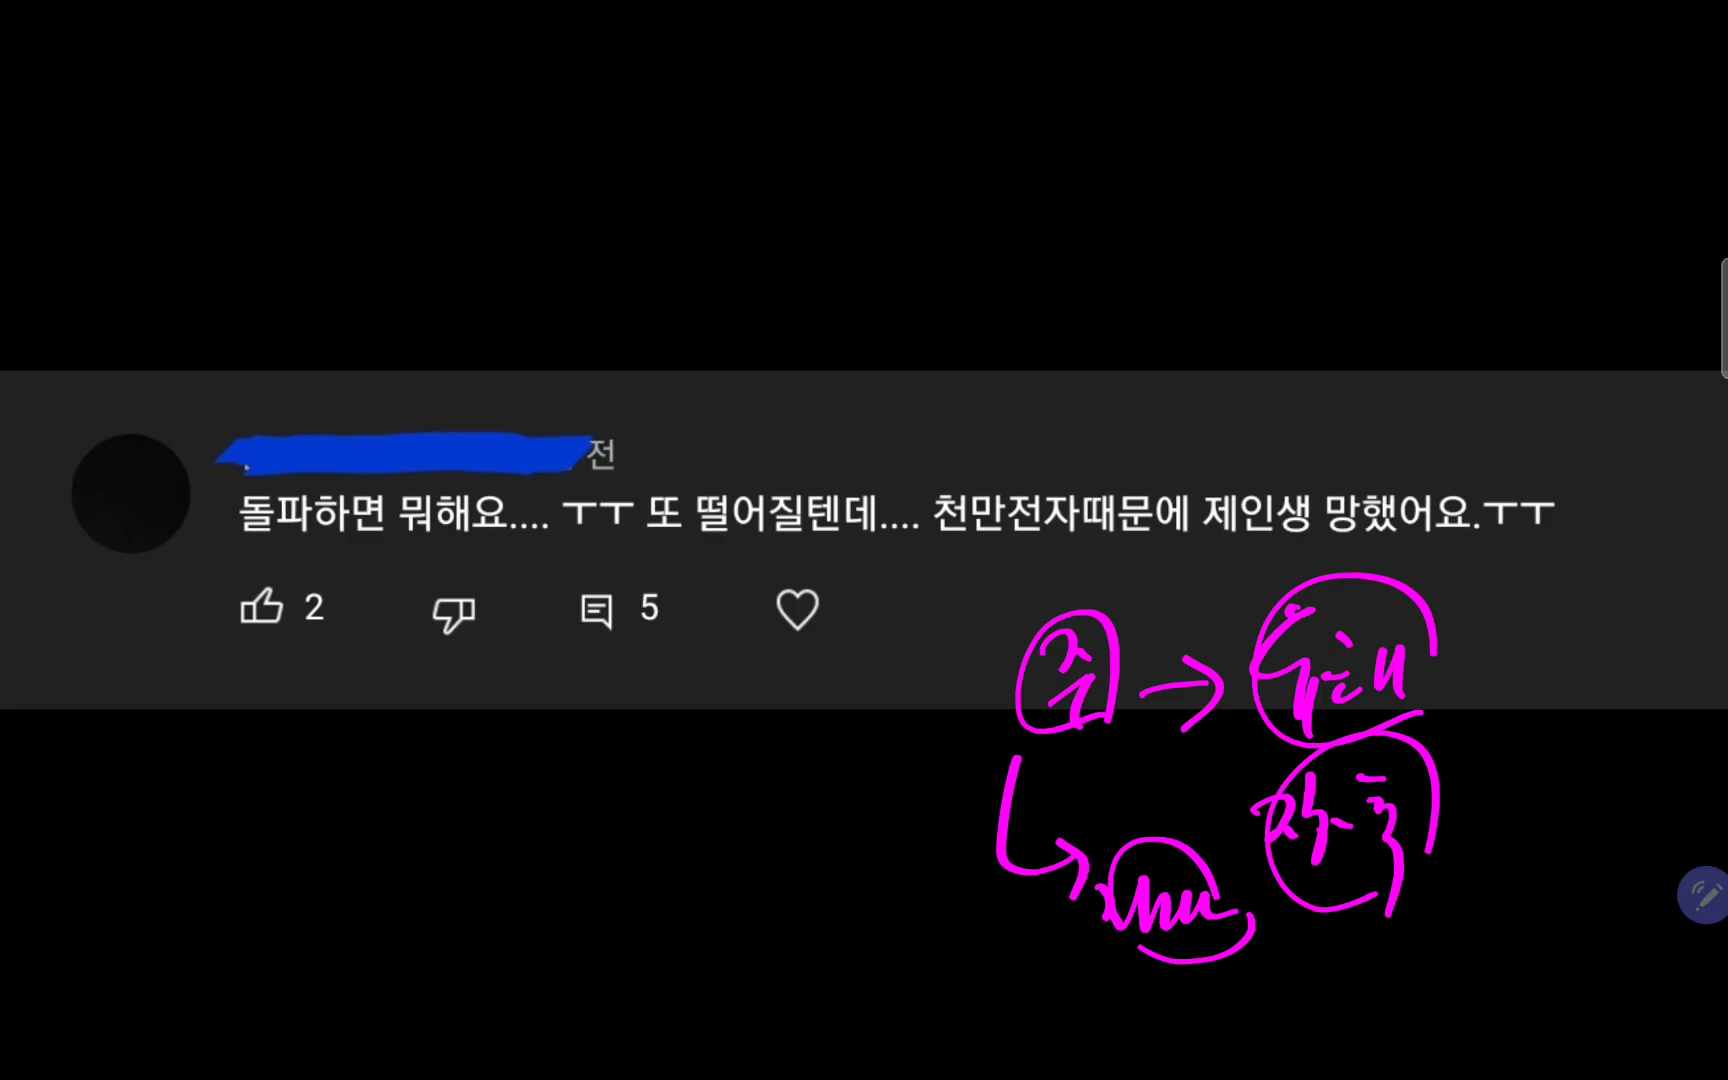 전
돌파하면 뭐해요.... ㅜㅜ 또 떨어질텐데.... 천만전자때문에 제인생 망했어요.ㅜㅜ
2 5
주 →